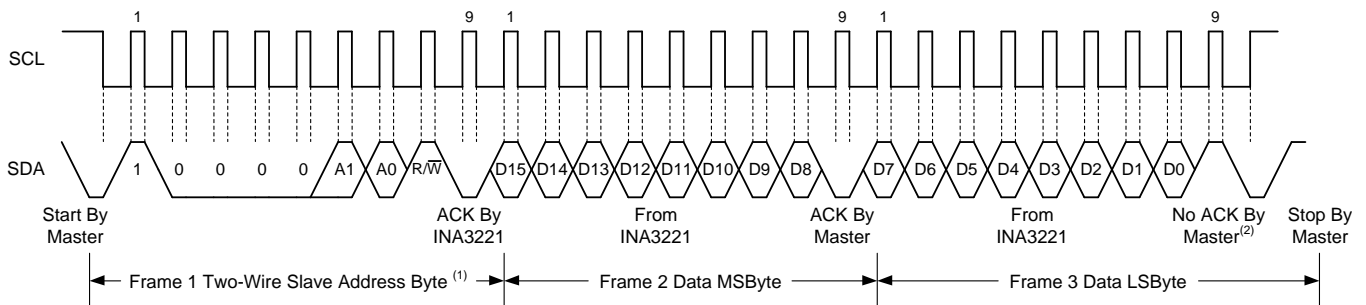 1 9 1 9 1 9
SCL
SDA
1 0 0 0 0 A1 A0 R/W̅ D15 D14 D13 D12 D11 D10 D9 D8 D7 D6 D5 D4 D3 D2 D1 D0
Start By
Master
ACK By
INA3221
From
INA3221
ACK By
Master
From
INA3221
No ACK By
Master(2)
Stop By
Master
Frame 1 Two-Wire Slave Address Byte (1)
Frame 2 Data MSByte
Frame 3 Data LSByte